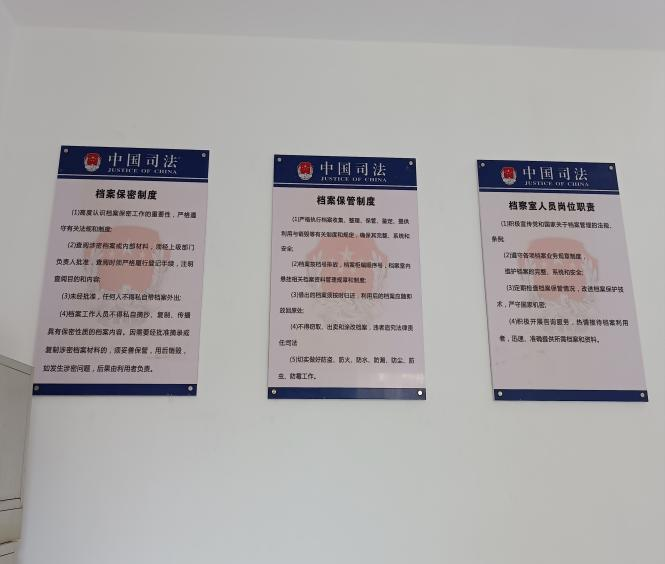 中国司法
JUSTICE OF CHINA
档案保密制度
(1)高度认识档案保密工作的重要性，严格遵
守有关法规和制度;
(2)查阅涉密档案或内部材料，须经上级部门
负责人批准，查阅时须严格履行登记手续，注明
查阅目的和内容;
(3)未经批准，任何人不得私自带档案外出;
(4)档案工作人员不得私自摘抄、复制、传播
具有保密性质的档案内容。因需要经批准摘录或
复制涉密档案材料的，须妥善保管，用后销毁，
如发生涉密问题，后果由利用者负责。
中国司法
JUSTICE OF CHINA
档案保管制度
(1)严格执行档案收集、整理、保管、鉴定、提供
利用与销毁等有关制度和规定，确保其完整、系统和
安全;
(2)档案按档号排放，档案柜编顺序号，档案室内
悬挂相关档案资料管理规章和制度;
(3)借出的档案须按时归还，利用后的档案应随即
放回原处;
(4)不得窃取、出卖和涂改档案，违者追究法律责
任司法
(5)切实做好防盗、防火、防水、防潮、防尘、防
虫、防霉工作。
中国司法
JUSTICE OF CHINA
档察室人员岗位职责
(1)积极宣传党和国家关于档案管理的法规、
条例;
(2)遵守各项档案业务规章制度，
维护档案的完整、系统和安全;
(3)定期检查档案保管情况，改进档案保护技
术，严守国家机密;
(4)积极开展咨询服务，热情接待档案利用
者，迅速、准确提供所需档案和资料。